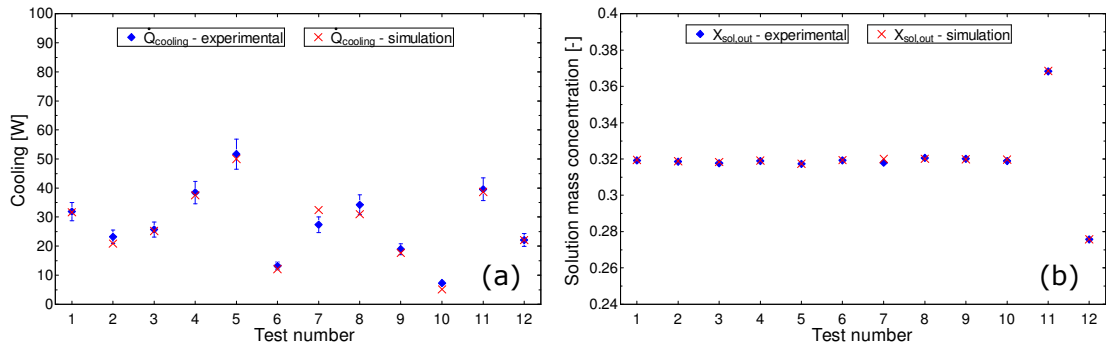 Q̇cooling - experimental
Q̇cooling - simulation
Cooling [W]
100
90
80
70
60
50
40
30
20
10
0
1 2 3 4 5 6 7 8 9 10 11 12
Test number
(a)
Xsol,out - experimental
Xsol,out - simulation
Solution mass concentration [-]
0.4
0.38
0.36
0.34
0.32
0.3
0.28
0.26
0.24
1 2 3 4 5 6 7 8 9 10 11 12
Test number
(b)